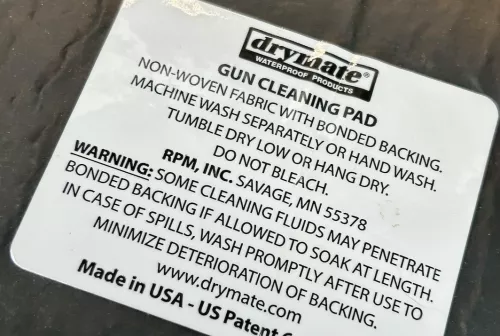 drymate®
WATERPROOF PRODUCTS
GUN CLEANING PAD
NON-WOVEN FABRIC WITH BONDED BACKING.
MACHINE WASH SEPARATELY OR HAND WASH.
TUMBLE DRY LOW OR HANG DRY.
DO NOT BLEACH.
RPM, INC. SAVAGE, MN 55378
WARNING: SOME CLEANING FLUIDS MAY PENETRATE
BONDED BACKING IF ALLOWED TO SOAK AT LENGTH.
IN CASE OF SPILLS, WASH PROMPTLY AFTER USE TO
MINIMIZE DETERIORATION OF BACKING.
www.drymate.com
Made in USA - US Patent